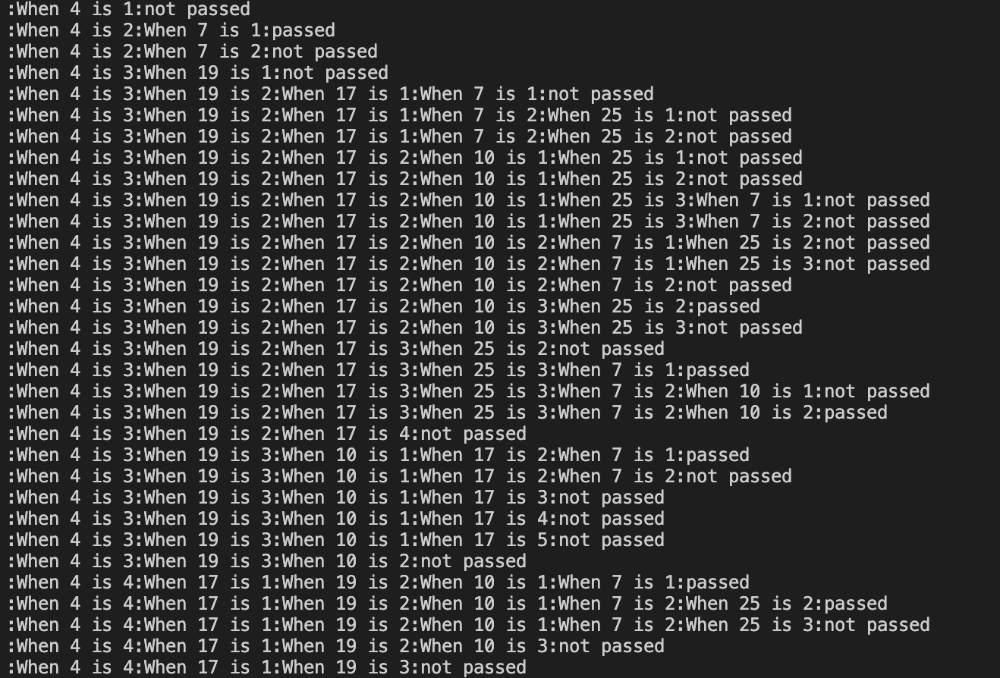 :When 4 is 1:not passed
:When 4 is 2:When 7 is 1:passed
:When 4 is 2:When 7 is 2:not passed
:When 4 is 3:When 19 is 1:not passed
:When 4 is 3:When 19 is 2:When 17 is 1:When 7 is 1:not passed
:When 4 is 3:When 19 is 2:When 17 is 1:When 7 is 2:When 25 is 1:not passed
:When 4 is 3:When 19 is 2:When 17 is 1:When 7 is 2:When 25 is 2:not passed
:When 4 is 3:When 19 is 2:When 17 is 2:When 10 is 1:When 25 is 1:not passed
:When 4 is 3:When 19 is 2:When 17 is 2:When 10 is 1:When 25 is 2:not passed
:When 4 is 3:When 19 is 2:When 17 is 2:When 10 is 1:When 25 is 3:When 7 is 1:not passed
:When 4 is 3:When 19 is 2:When 17 is 2:When 10 is 1:When 25 is 3:When 7 is 2:not passed
:When 4 is 3:When 19 is 2:When 17 is 2:When 10 is 2:When 7 is 1:When 25 is 2:not passed
:When 4 is 3:When 19 is 2:When 17 is 2:When 10 is 2:When 7 is 1:When 25 is 3:not passed
:When 4 is 3:When 19 is 2:When 17 is 2:When 10 is 2:When 7 is 2:not passed
:When 4 is 3:When 19 is 2:When 17 is 2:When 10 is 3:When 25 is 2:passed
:When 4 is 3:When 19 is 2:When 17 is 2:When 10 is 3:When 25 is 3:not passed
:When 4 is 3:When 19 is 2:When 17 is 3:When 25 is 2:not passed
:When 4 is 3:When 19 is 2:When 17 is 3:When 25 is 3:When 7 is 1:passed
:When 4 is 3:When 19 is 2:When 17 is 3:When 25 is 3:When 7 is 2:When 10 is 1:not passed
:When 4 is 3:When 19 is 2:When 17 is 3:When 25 is 3:When 7 is 2:When 10 is 2:passed
:When 4 is 3:When 19 is 2:When 17 is 4:not passed
:When 4 is 3:When 19 is 3:When 10 is 1:When 17 is 2:When 7 is 1:passed
:When 4 is 3:When 19 is 3:When 10 is 1:When 17 is 2:When 7 is 2:not passed
:When 4 is 3:When 19 is 3:When 10 is 1:When 17 is 3:not passed
:When 4 is 3:When 19 is 3:When 10 is 1:When 17 is 4:not passed
:When 4 is 3:When 19 is 3:When 10 is 1:When 17 is 5:not passed
:When 4 is 3:When 19 is 3:When 10 is 2:not passed
:When 4 is 4:When 17 is 1:When 19 is 2:When 10 is 1:When 7 is 1:passed
:When 4 is 4:When 17 is 1:When 19 is 2:When 10 is 1:When 7 is 2:When 25 is 2:passed
:When 4 is 4:When 17 is 1:When 19 is 2:When 10 is 1:When 7 is 2:When 25 is 3:not passed
:When 4 is 4:When 17 is 1:When 19 is 2:When 10 is 3:not passed
:When 4 is 4:When 17 is 1:When 19 is 3:not passed